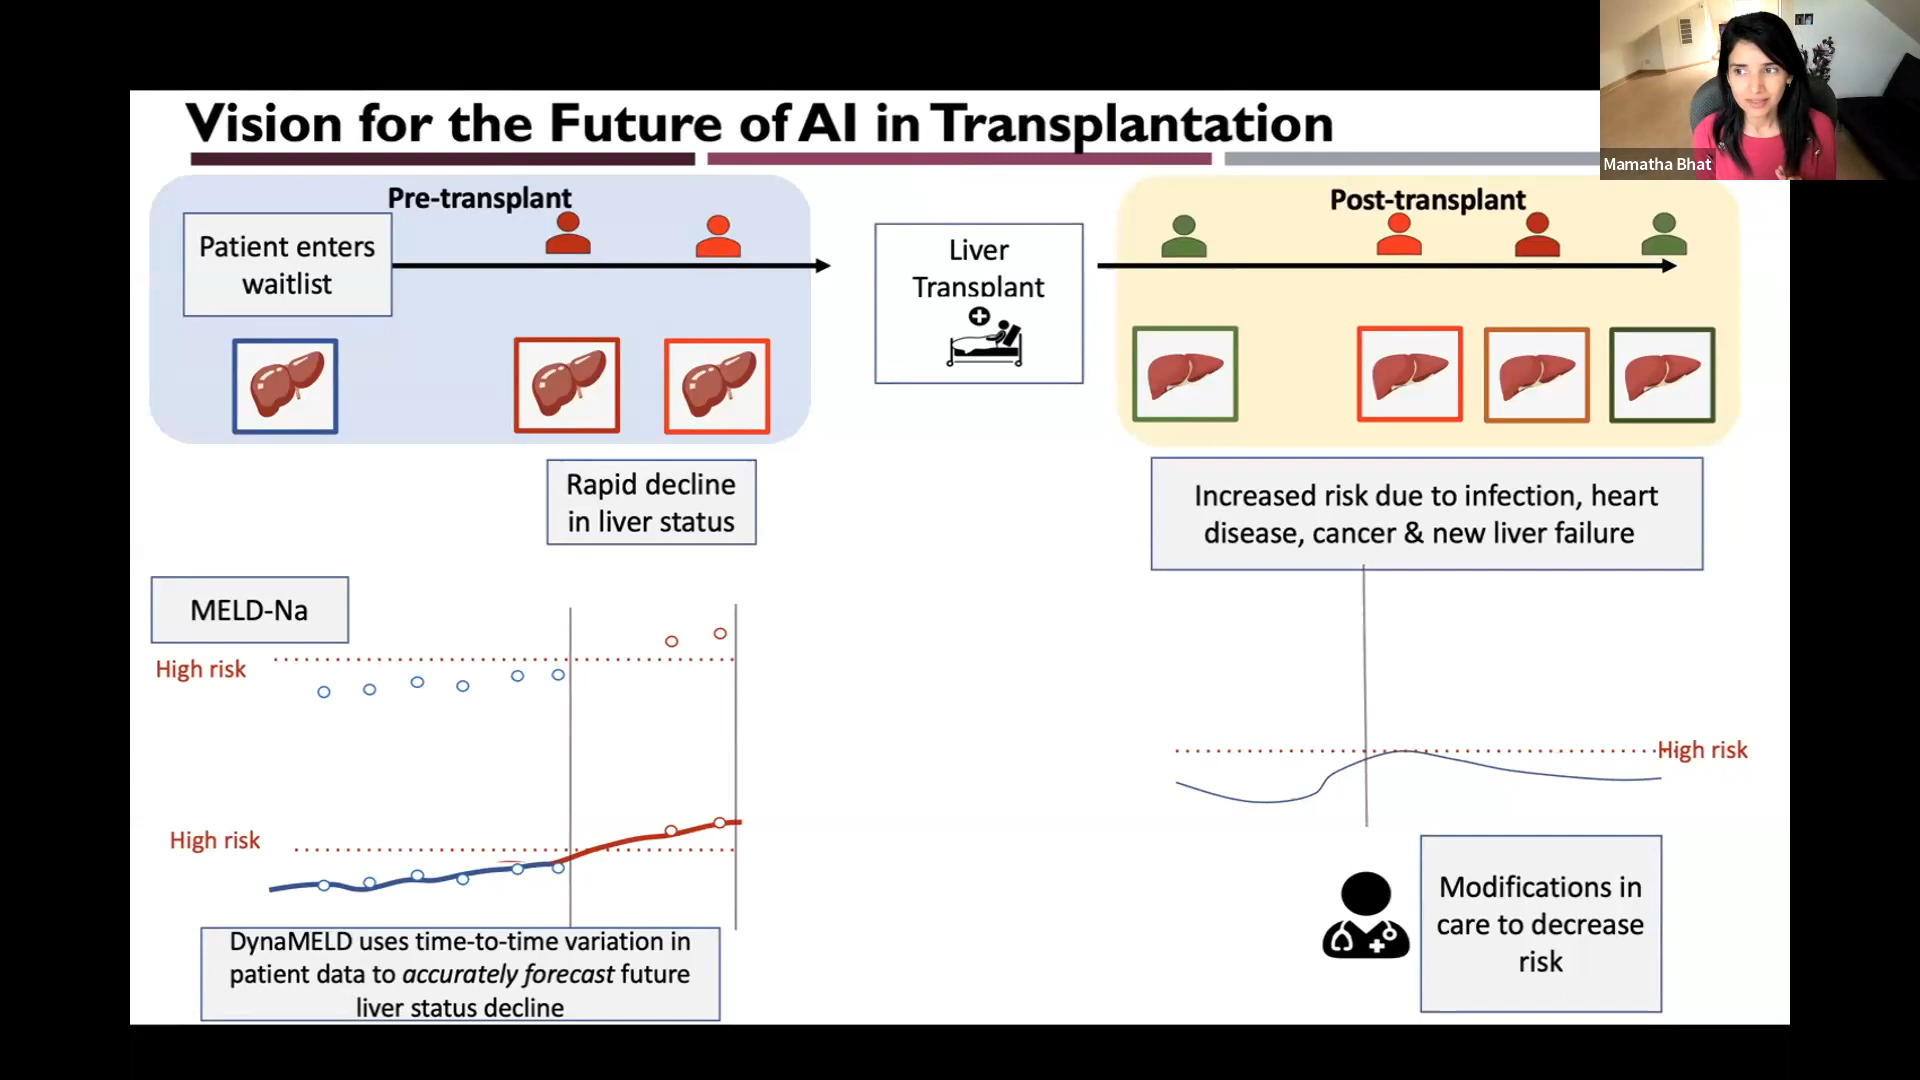 Vision for the Future of AI in Transplantation
Mamatha Bhat
Pre-transplant
Patient enters
waitlist
Liver
Transplant
Post-transplant
Rapid decline
in liver status
Increased risk due to infection, heart
disease, cancer & new liver failure
MELD-Na
High risk
High risk
High risk
DynaMELD uses time-to-time variation in
patient data to accurately forecast future
liver status decline
Modifications in
care to decrease
risk